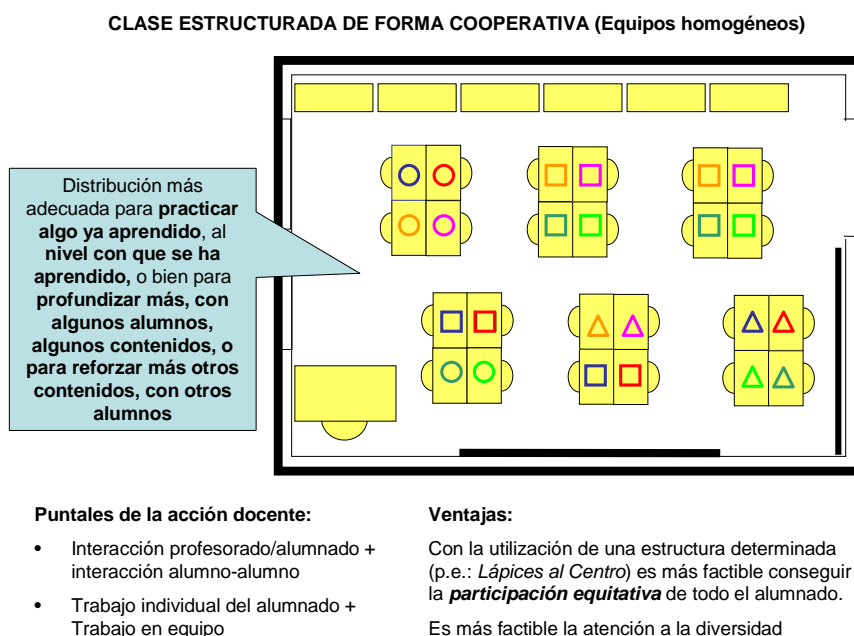 CLASE ESTRUCTURADA DE FORMA COOPERATIVA (Equipos homogéneos)
Distribución más
adecuada para practicar
algo ya aprendido, al
nivel con que se ha
aprendido, o bien para
profundizar más, con
algunos alumnos,
algunos contenidos, o
para reforzar más otros
contenidos, con otros
alumnos
Puntales de la acción docente:
• Interacción profesorado/alumnado +
interacción alumno-alumno
• Trabajo individual del alumnado +
Trabajo en equipo
Ventajas:
Con la utilización de una estructura determinada
(p.e.: Lápices al Centro) es más factible conseguir
la participación equitativa de todo el alumnado.
Es más factible la atención a la diversidad